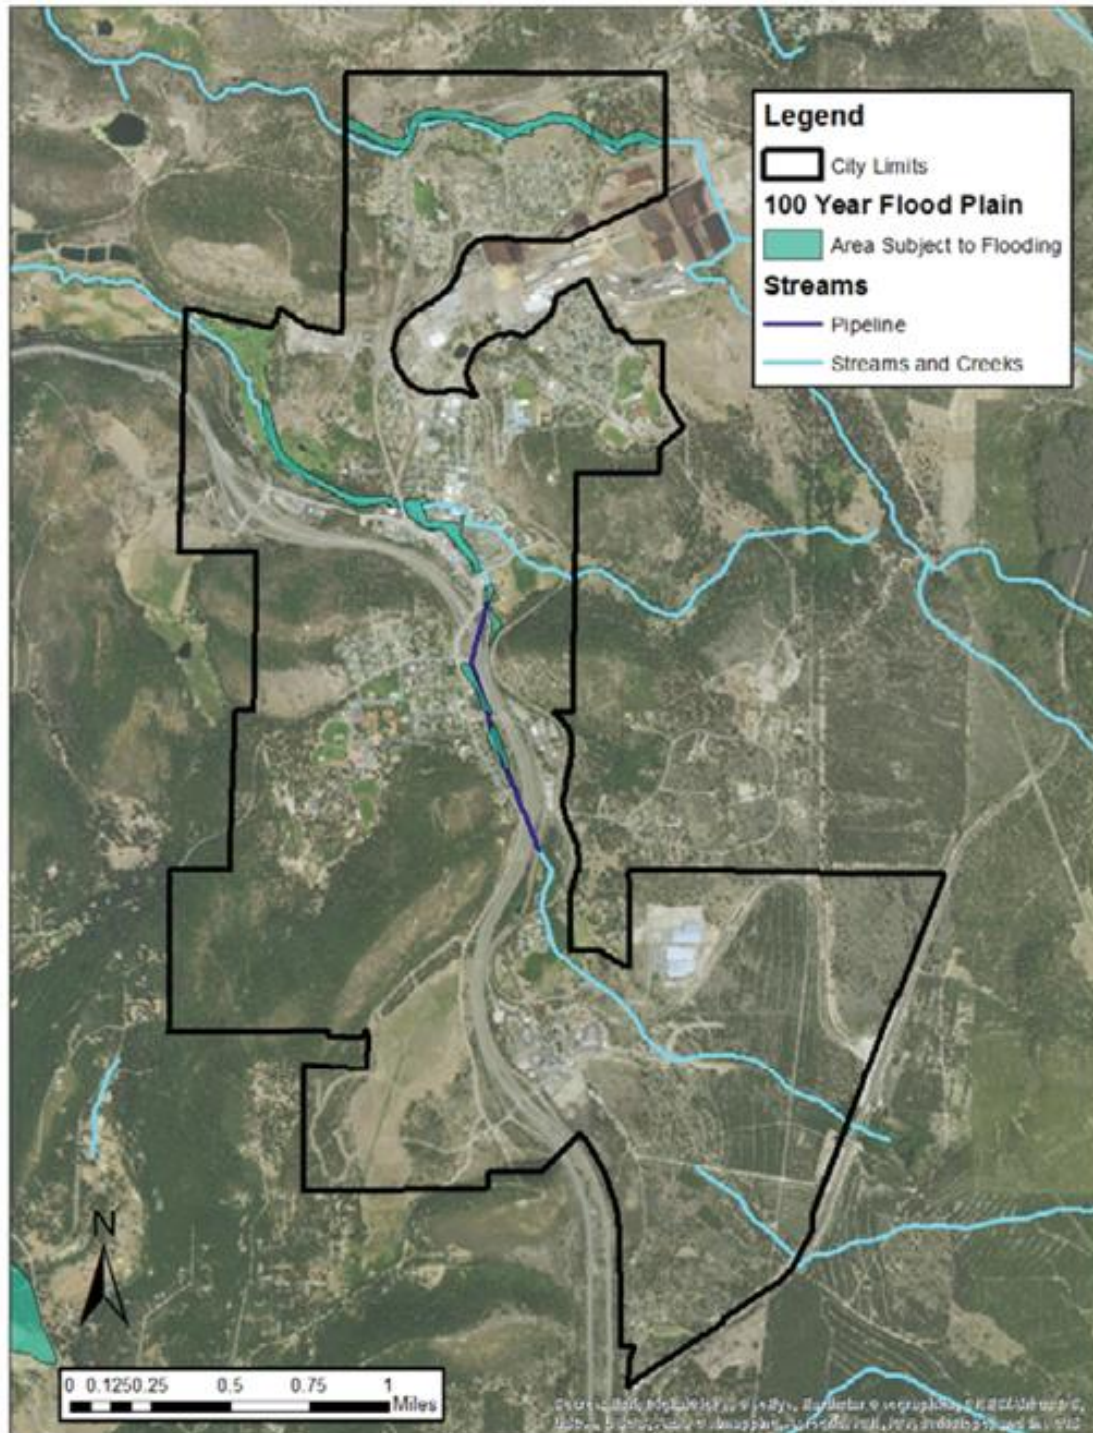 Legend
City Limits
100 Year Flood Plain
Area Subject to Flooding
Streams
Pipeline
Streams and Creeks
N
0 0.1250.25 0.5 0.75 1
Miles